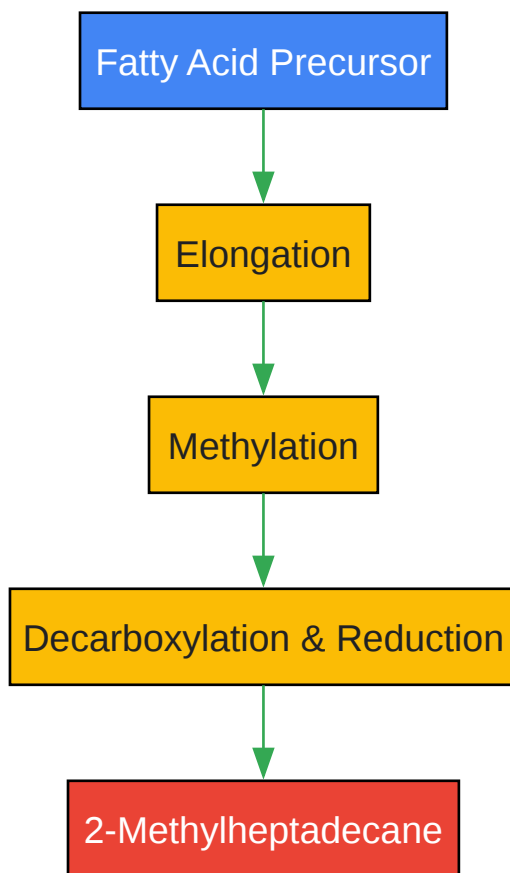 Fatty Acid Precursor
Elongation
Methylation
Decarboxylation & Reduction
2-Methylheptadecane